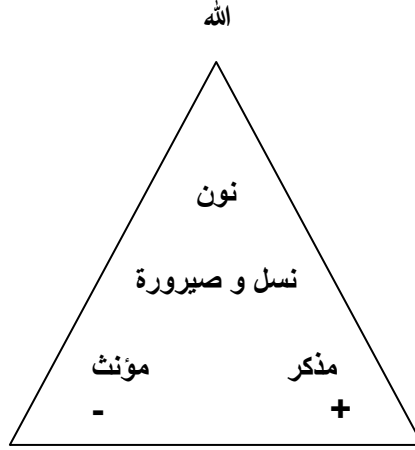 الله
نون
نسل و صيرورة
مذكر مؤنث
+ -